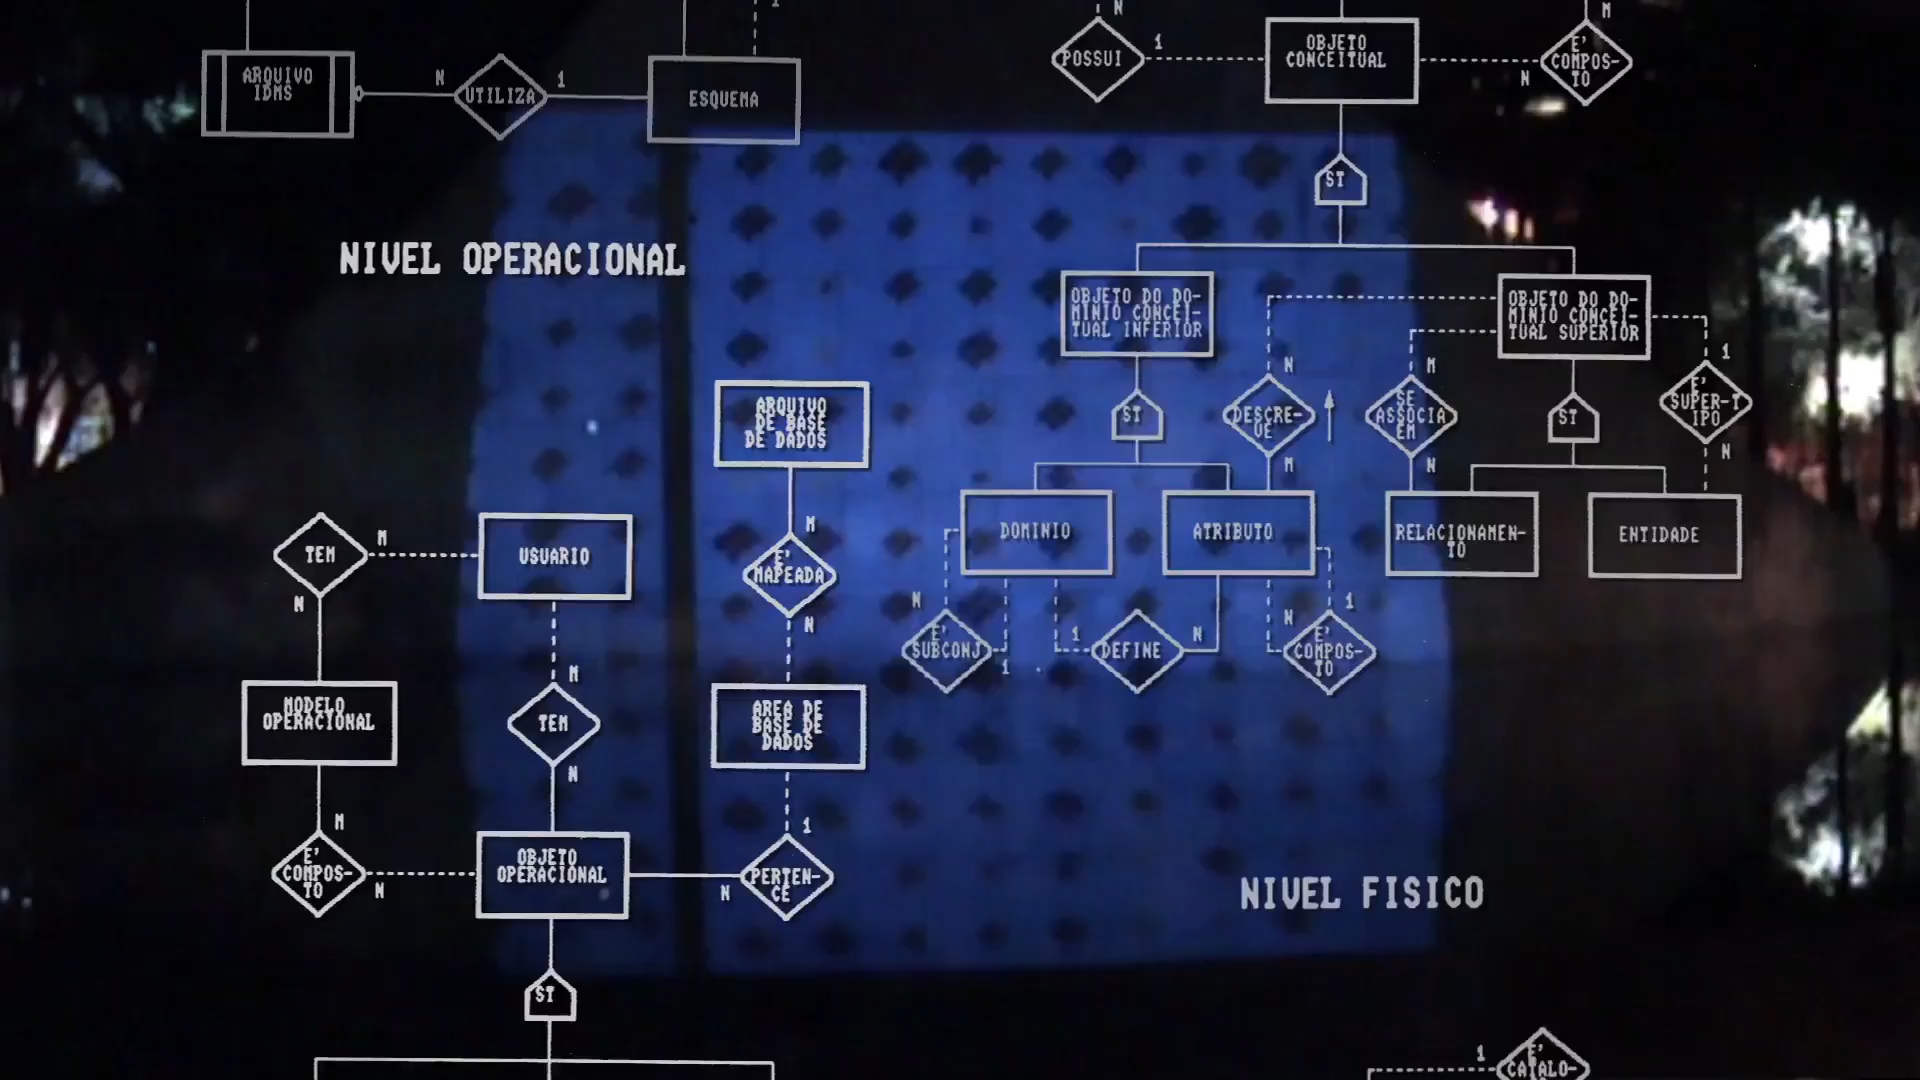 N
M
1
ARQUIVO
IDMS
N
UTILIZA
1
ESQUEMA
POSSUI
1
OBJETO
CONCEITUAL
N
E'
COMPOS-
TO
ST
NIVEL OPERACIONAL
OBJETO DO DO-
MINIO CONCEI-
TUAL INFERIOR
OBJETO DO DO-
MINIO CONCEI-
TUAL SUPERIOR
ST
N
DESCRE-
VE
M
M
SE
ASSOCIA
EM
N
ST
1
E'
SUPER-T
IPO
N
ARQUIVO
DE BASE
DE DADOS
DOMINIO
ATRIBUTO
RELACIONAMEN-
TO
ENTIDADE
TEM
M
N
USUARIO
M
E'
MAPEADA
N
N
E'
SUBCONJ
1
1
DEFINE
N
N
1
E'
COMPOS-
TO
MODELO
OPERACIONAL
M
TEM
N
AREA DE
BASE DE
DADOS
M
E'
COMPOS-
TO
N
OBJETO
OPERACIONAL
N
1
PERTEN-
CE
NIVEL FISICO
ST
1
E'
CATALO-